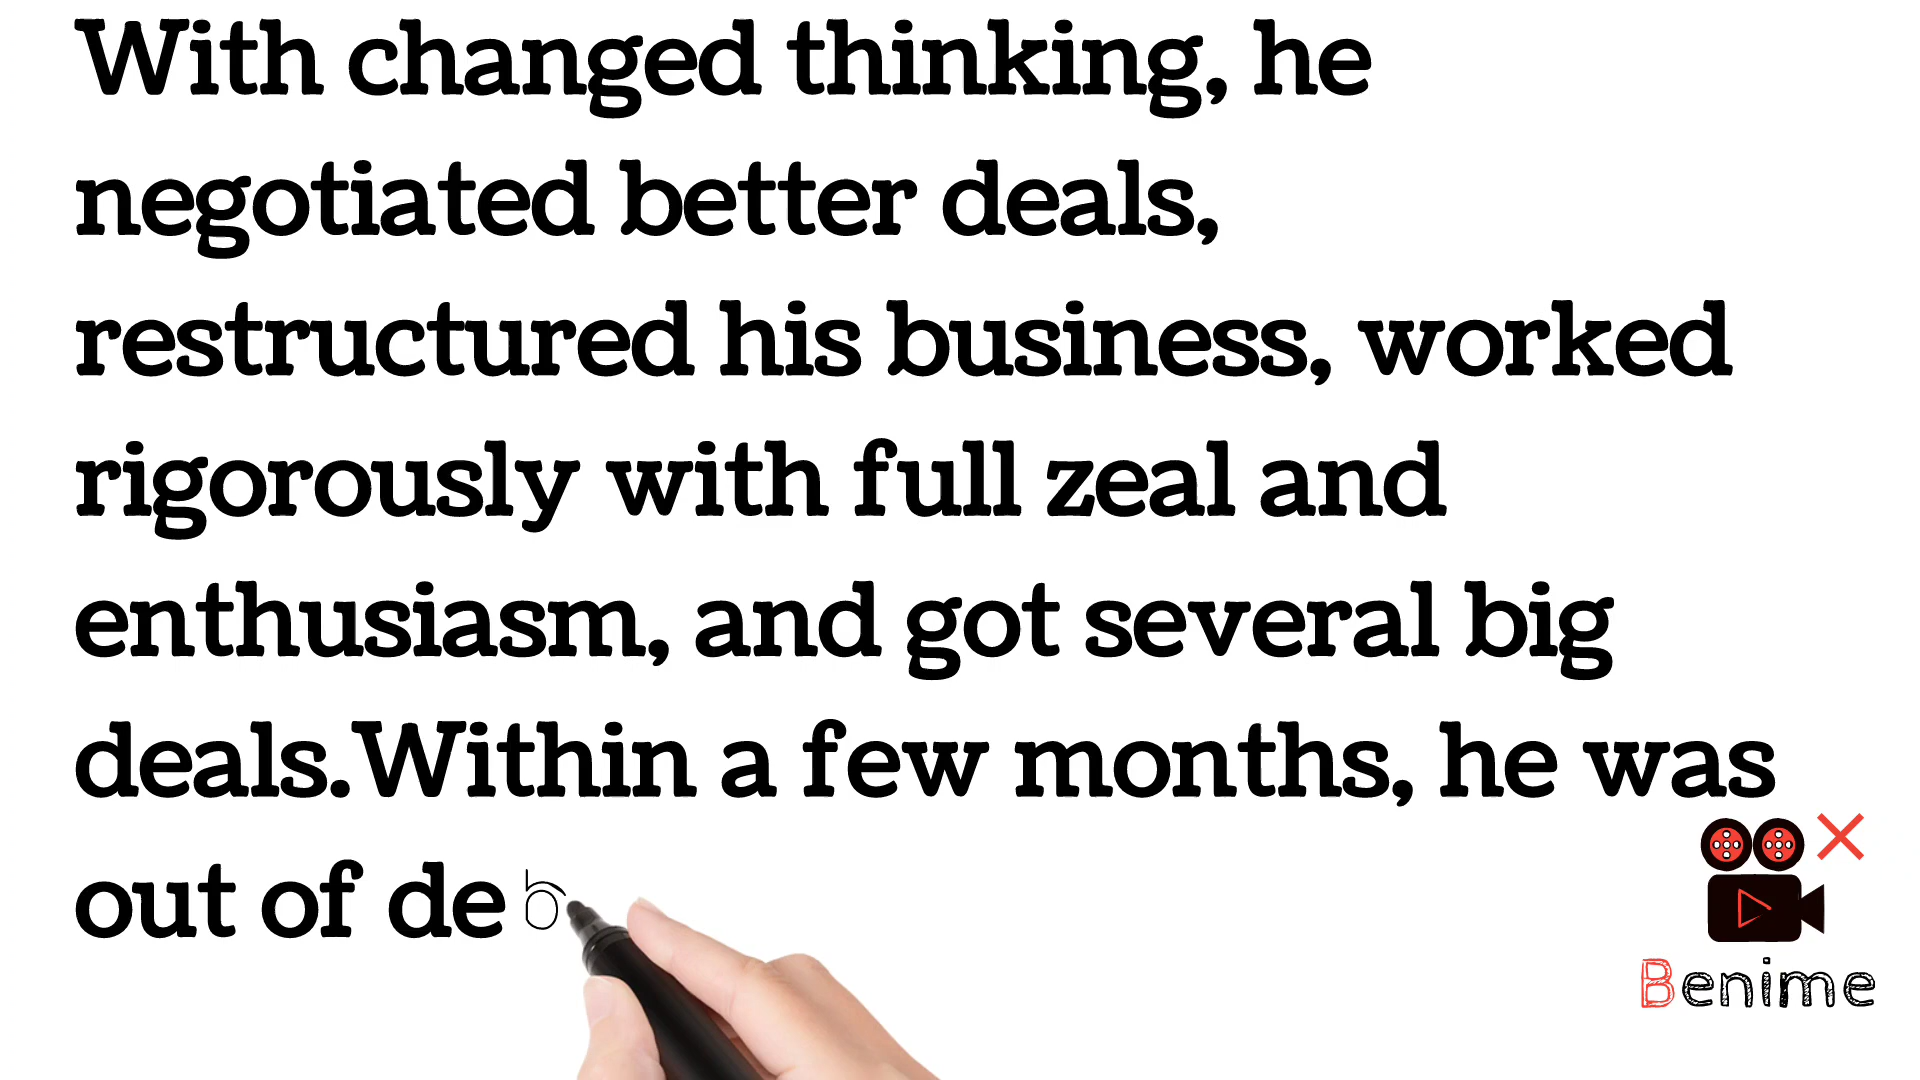 With changed thinking, he
negotiated better deals,
restructured his business, worked
rigorously with full zeal and
enthusiasm, and got several big
deals.Within a few months, he was
out of deb
Benime